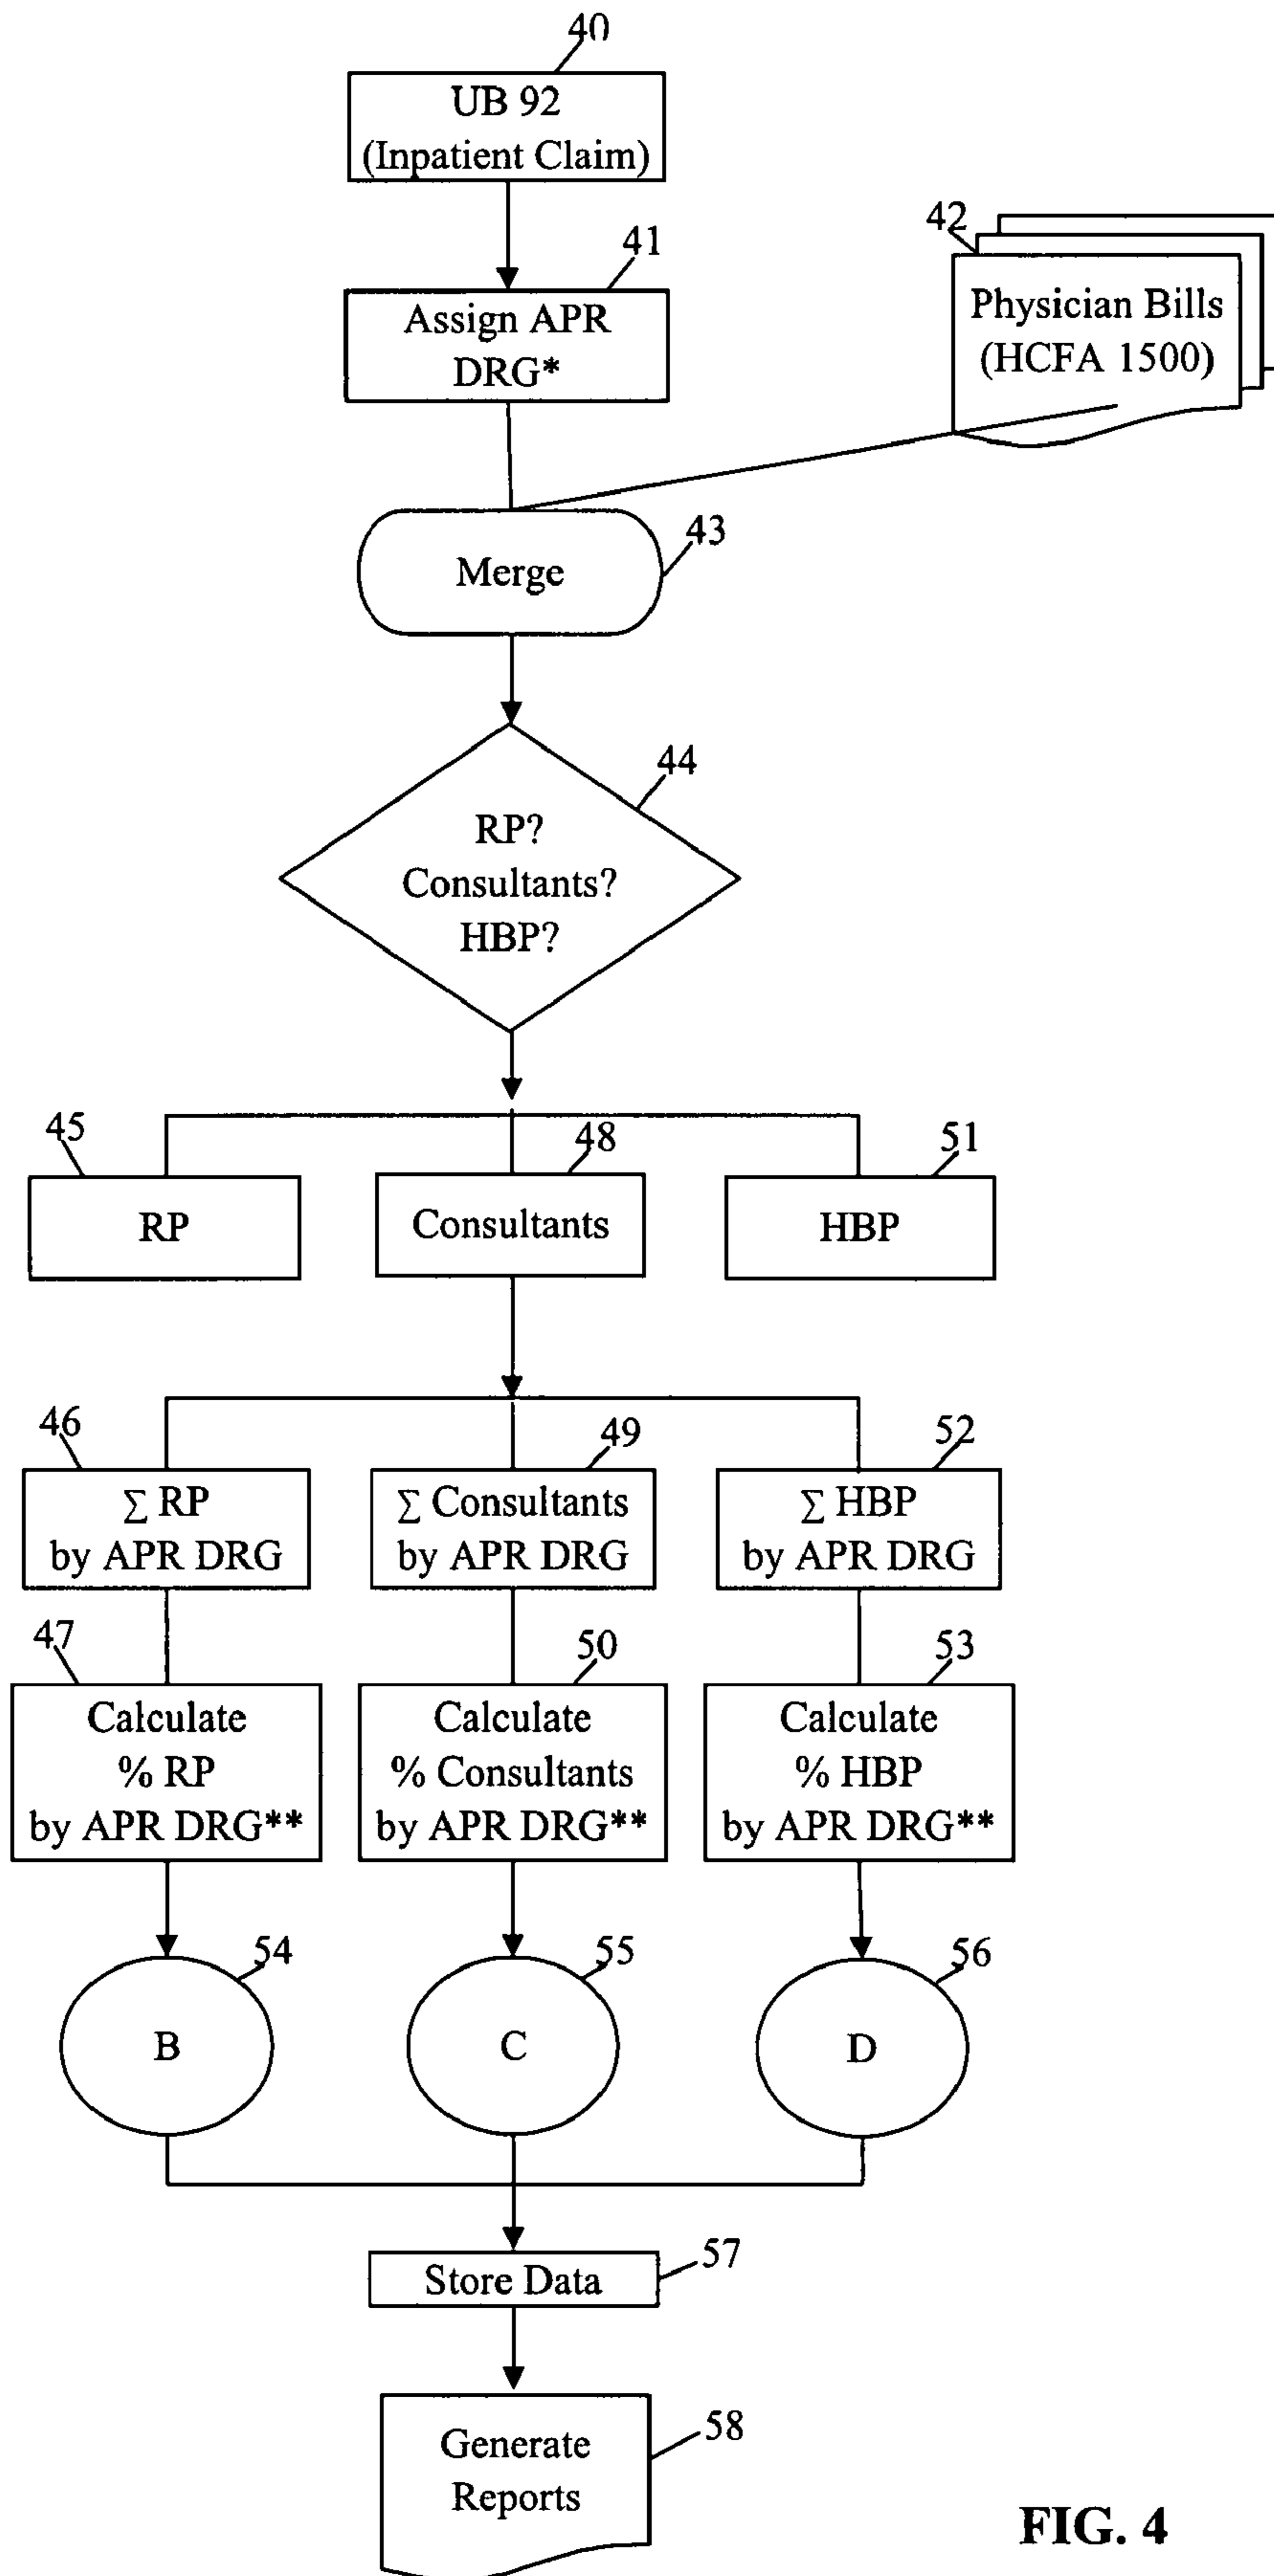 40
UB 92
(Inpatient Claim)
41
Assign APR
DRG*
42
Physician Bills
(HCFA 1500)
43
Merge
44
RP?
Consultants?
HBP?
45
RP
48
Consultants
51
HBP
46
∑ RP
by APR DRG
49
∑ Consultants
by APR DRG
52
∑ HBP
by APR DRG
47
Calculate
% RP
by APR DRG**
50
Calculate
% Consultants
by APR DRG**
53
Calculate
% HBP
by APR DRG**
54
B
55
C
56
D
57
Store Data
58
Generate
Reports
FIG. 4